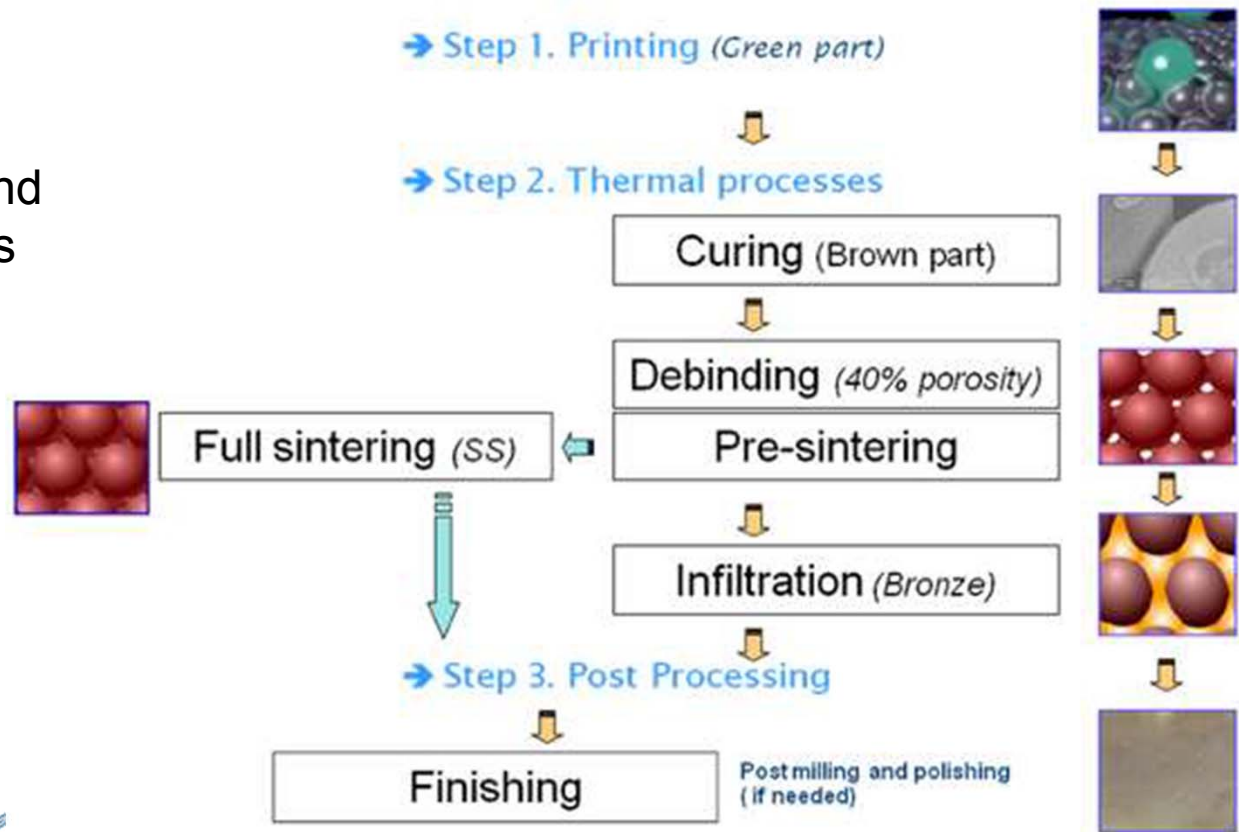 → Step 1. Printing (Green part)
nd
→ Step 2. Thermal processes
s
Curing (Brown part)
Debinding (40% porosity)
Full sintering (SS)
Pre-sintering
Infiltration (Bronze)
→ Step 3. Post Processing
Finishing
Post milling and polishing
( if needed)